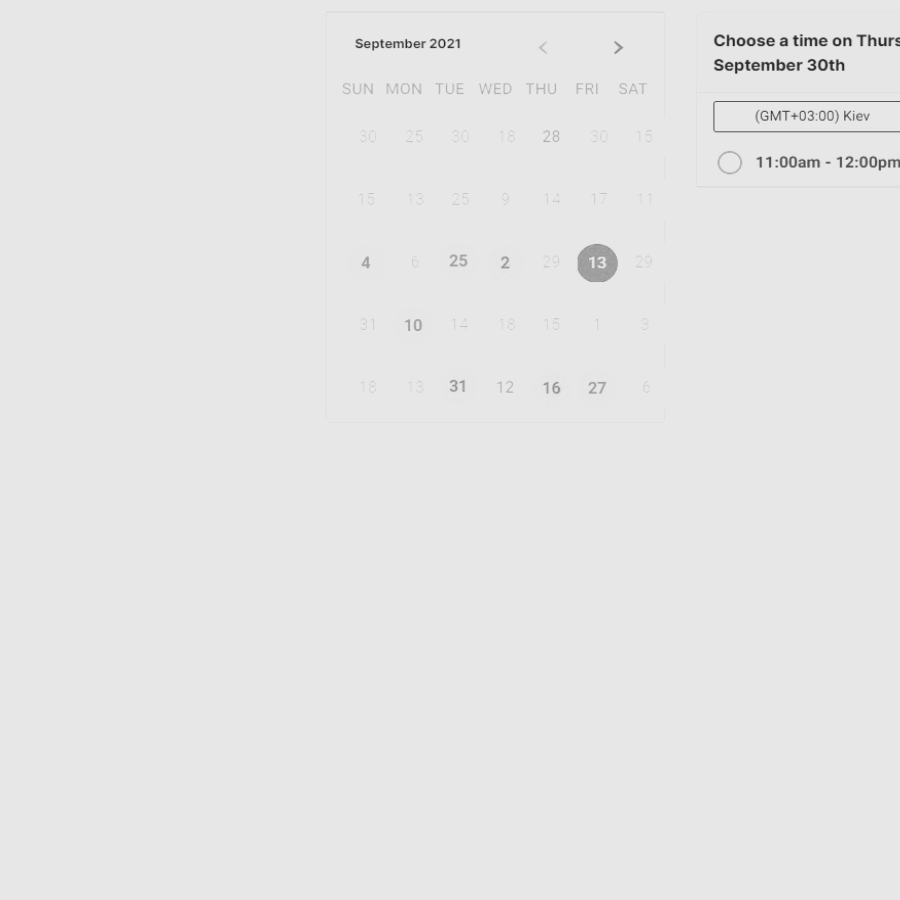 September 2021
SUN MON TUE WED THU FRI SAT
30 25 30 18 28 30 15
15 13 25 9 14 17 11
4 6 25 2 29 13 29
31 10 14 18 15 1 3
18 13 31 12 16 27 6
Choose a time on Thurs
September 30th
(GMT+03:00) Kiev
11:00am - 12:00pm